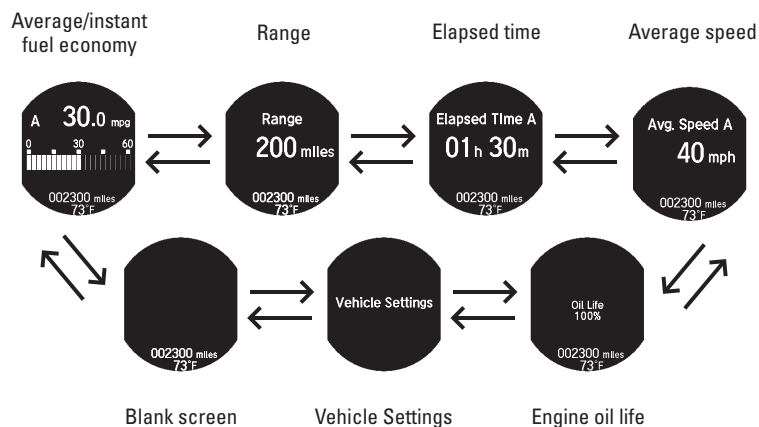 Average/instant
fuel economy
Range
Elapsed time
Average speed
A 30.0 mpg
0 30 60
002300 miles
73°F
Range
200 miles
002300 miles
73°F
Elapsed Time A
01h 30m
002300 miles
73°F
Avg. Speed A
40 mph
002300 miles
73°F
002300 miles
73°F
Vehicle Settings
Oil Life
100%
002300 miles
73°F
Blank screen
Vehicle Settings
Engine oil life